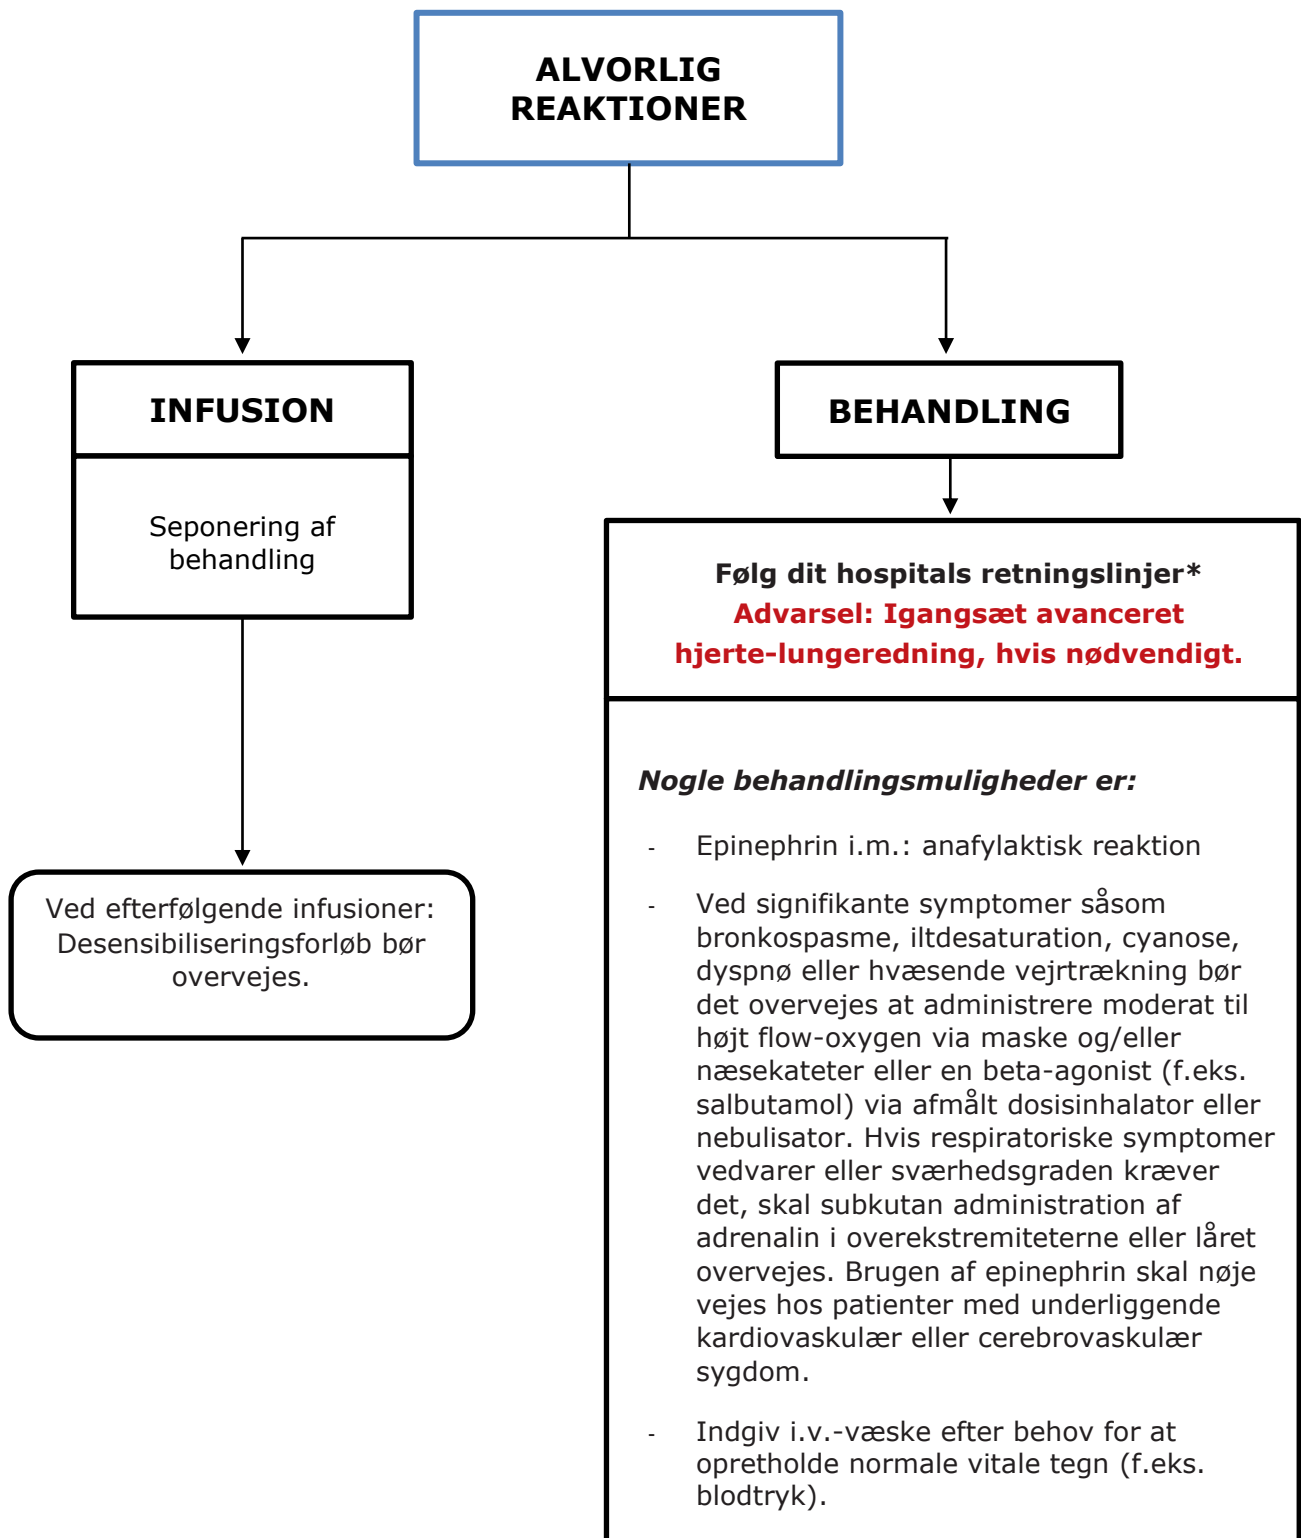 ALVORLIG
REAKTIONER
INFUSION
Seponering af
behandling
Ved efterfølgende infusioner:
Desensibiliseringsforløb bør
overvejes.
BEHANDLING
Følg dit hospitals retningslinjer*
Advarsel: Igangsæt avanceret
hjerte-lungeredning, hvis nødvendigt.
Nogle behandlingsmuligheder er:
- Epinephrin i.m.: anafylaktisk reaktion
- Ved signifikante symptomer såsom
bronkospasme, iltdesaturation, cyanose,
dyspnø eller hvæsende vejrtrækning bør
det overvejes at administrere moderat til
højt flow-oxygen via maske og/eller
næsekateter eller en beta-agonist (f.eks.
salbutamol) via afmålt dosisinhalator eller
nebulisator. Hvis respiratoriske symptomer
vedvarer eller sværhedsgraden kræver
det, skal subkutan administration af
adrenalin i overekstremiteterne eller låret
overvejes. Brugen af epinephrin skal nøje
vejes hos patienter med underliggende
kardiovaskulær eller cerebrovaskulær
sygdom.
- Indgiv i.v.-væske efter behov for at
opretholde normale vitale tegn (f.eks.
blodtryk).